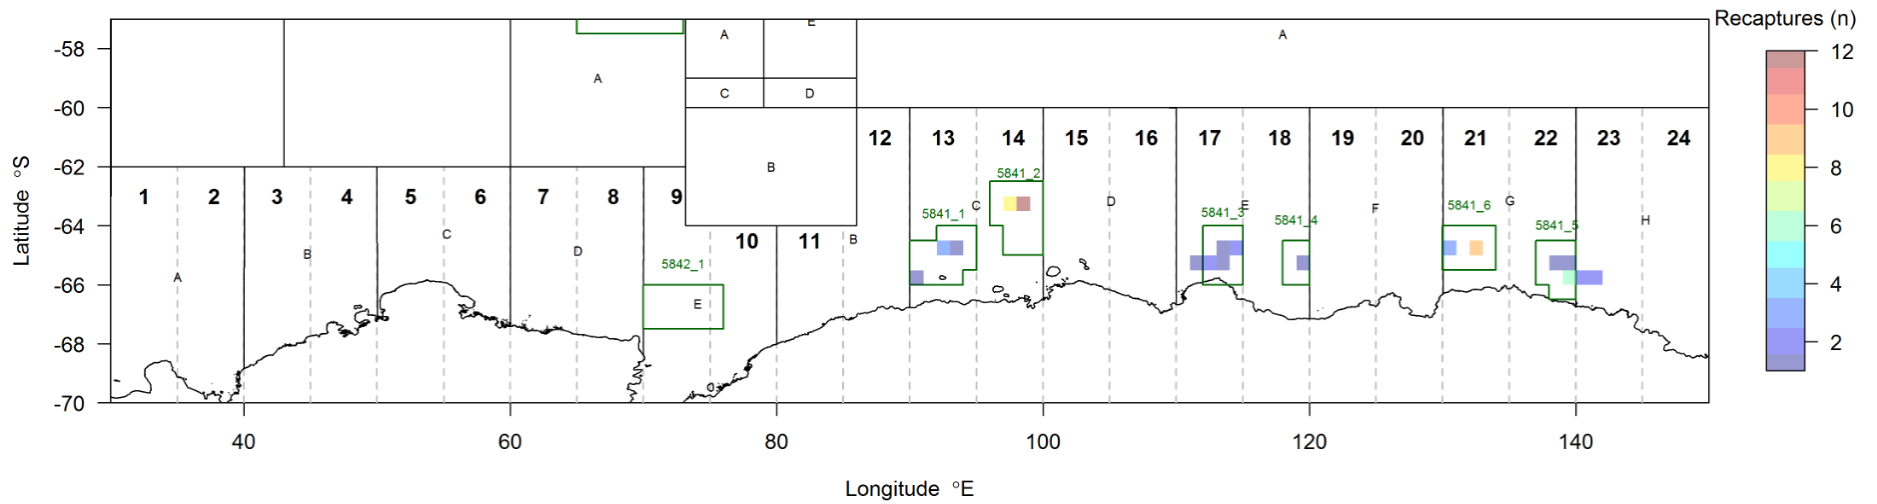 Recaptures (n)
A E A
-58
A
C D
-60
12 13 14 15 16 17 18 19 20 21 22 23 24
-62
B
5841_2
1 2 3 4 5 6 7 8 9
C D E F G H
5841_1 5841_3 5841_4 5841_6 5841_5
-64
A B C D 10 11 B
5842_1
-66
E
-68
-70
40 60 80 100 120 140
Longitude °E
Latitude °S
12
10
8
6
4
2